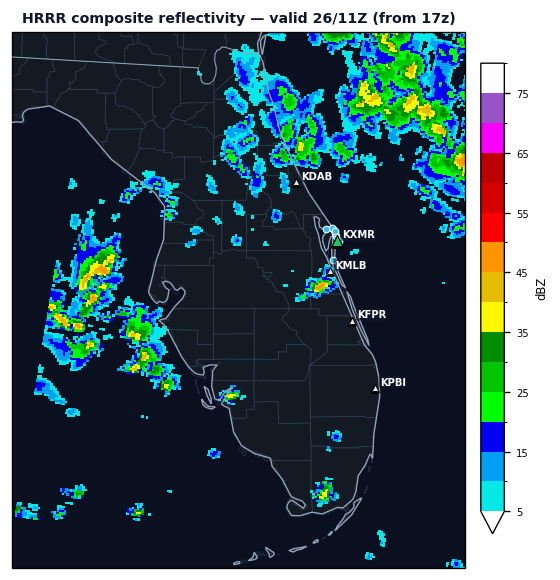 HRRR composite reflectivity — valid 26/11Z (from 17z)
KDAB
KXMR
KMLB
KFPR
KPBI
75
65
55
45
35
25
15
5
dBZ